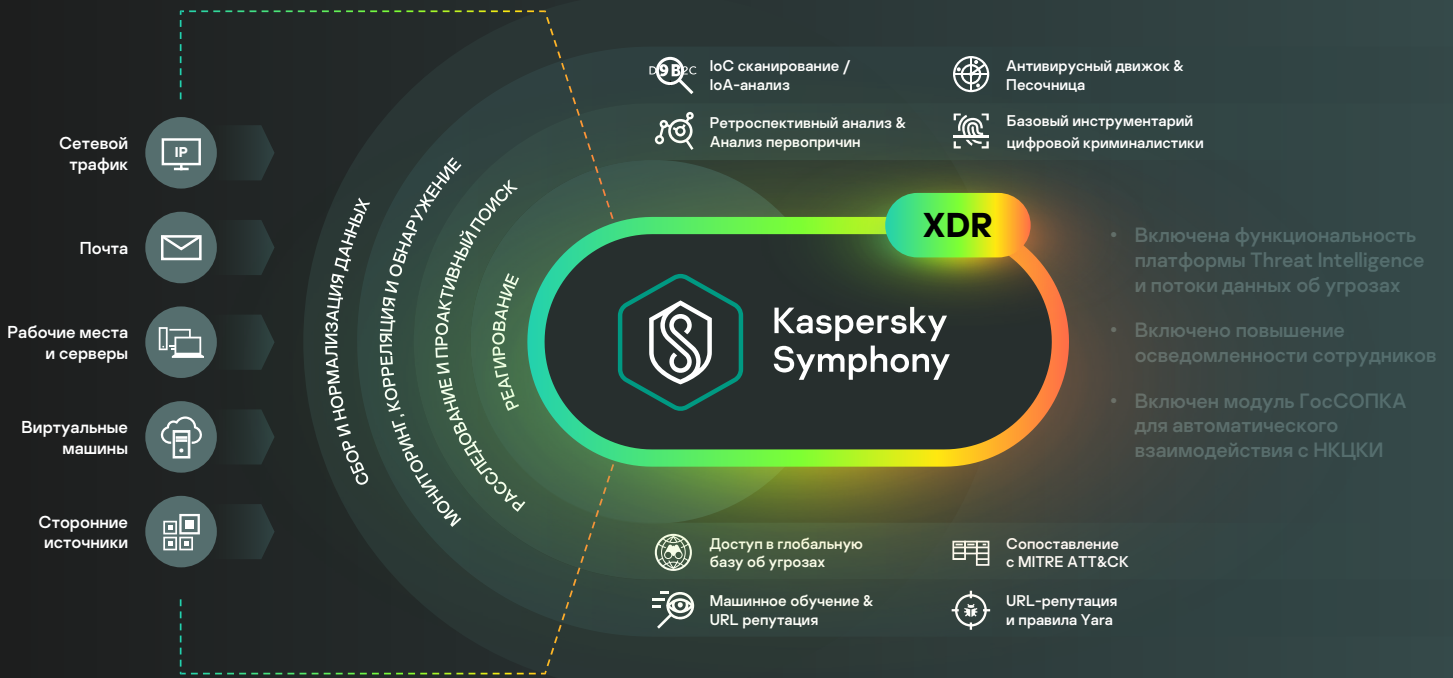 Сетевой
трафик
IP
Почта
Рабочие места
и серверы
Виртуальные
машины
Сторонние
источники
СБОР И НОРМАЛИЗАЦИЯ ДАННЫХ
МОНИТОРИНГ, КОРРЕЛЯЦИЯ И ОБНАРУЖЕНИЕ
РАССЛЕДОВАНИЕ И ПРОАКТИВНЫЙ ПОИСК
РЕАГИРОВАНИЕ
IoC сканирование /
IoA-анализ
Антивирусный движок &
Песочница
Ретроспективный анализ &
Анализ первопричин
Базовый инструментарий
цифровой криминалистики
XDR
Kaspersky
Symphony
• Включена функциональность
платформы Threat Intelligence
и потоки данных об угрозах
• Включено повышение
осведомленности сотрудников
• Включен модуль ГосСОПКА
для автоматического
взаимодействия с НКЦКИ
Доступ в глобальную
базу об угрозах
Сопоставление
с MITRE ATT&CK
Машинное обучение &
URL репутация
URL-репутация
и правила Yara